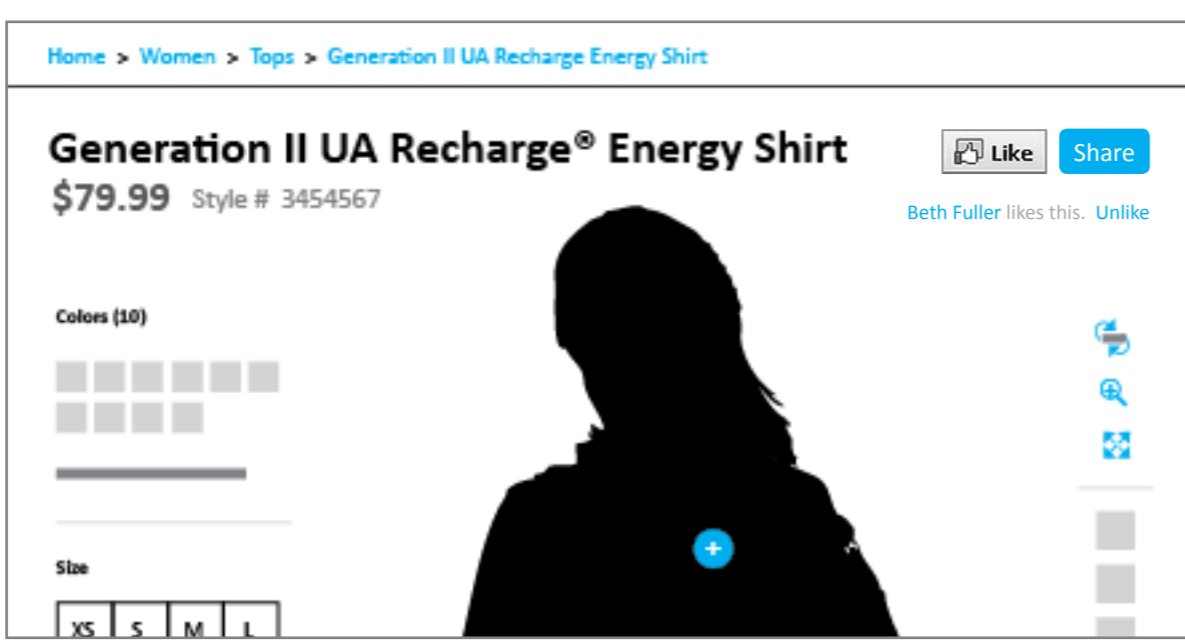 Home > Women > Tops > Generation II UA Recharge Energy Shirt
Generation II UA Recharge® Energy Shirt
Like
Share
$79.99 Style # 3454567
Beth Fuller likes this. Unlike
Colors (10)
Size
XS S M L